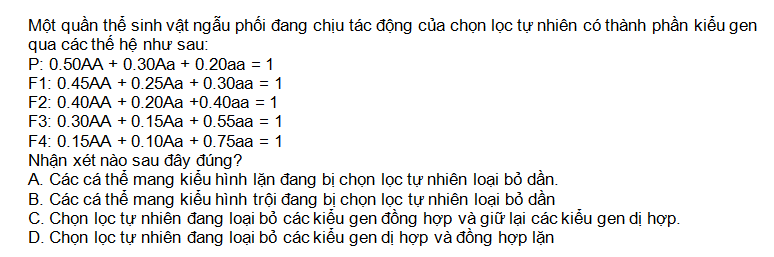 Một quần thể sinh vật ngẫu phối đang chịu tác động của chọn lọc tự nhiên có thành phần kiểu gen
qua các thế hệ như sau:
P: 0.50AA + 0.30Aa + 0.20aa = 1
F1: 0.45AA + 0.25Aa + 0.30aa = 1
F2: 0.40AA + 0.20Aa +0.40aa = 1
F3: 0.30AA + 0.15Aa + 0.55aa = 1
F4: 0.15AA + 0.10Aa + 0.75aa = 1
Nhận xét nào sau đây đúng?
A. Các cá thể mang kiểu hình lặn đang bị chọn lọc tự nhiên loại bỏ dần.
B. Các cá thể mang kiểu hình trội đang bị chọn lọc tự nhiên loại bỏ dần
C. Chọn lọc tự nhiên đang loại bỏ các kiểu gen đồng hợp và giữ lại các kiểu gen dị hợp.
D. Chọn lọc tự nhiên đang loại bỏ các kiểu gen dị hợp và đồng hợp lặn